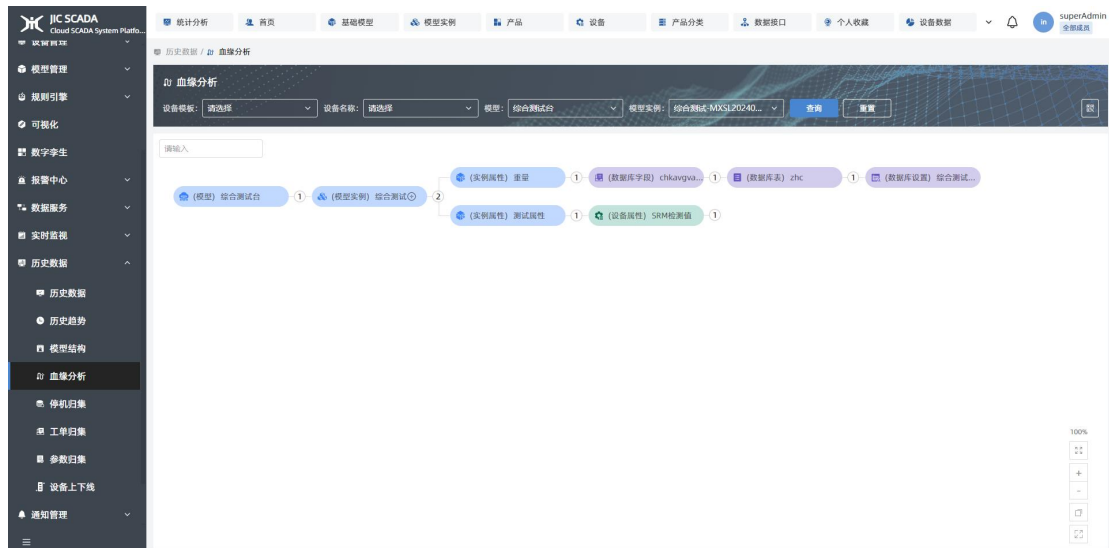 JIC SCADA
Cloud SCADA System Platfo...
统计分析 首页 基础模型 模型实例 产品 设备 产品分类 数据接口 个人收藏 设备数据
in superAdmin
全部成员
设备管理
模型管理
规则引擎
可视化
数字孪生
报警中心
数据服务
实时监视
历史数据
历史数据
历史趋势
模型结构
血缘分析
停机归集
工单归集
参数归集
设备上下线
通知管理
历史数据 / 血缘分析
血缘分析
设备模板: 请选择 设备名称: 请选择 模型: 综合测试台 模型实例: 综合测试-MXSL20240... 查询 重置
请输入
(实例属性) 重量 1 (数据库字段) chkavgva... 1 (数据库表) zhc 1 (数据库设置) 综合测试...
(模型) 综合测试台 1 (模型实例) 综合测试 2
(实例属性) 测试属性 1 (设备属性) SRM检测值 1
100%
+
-